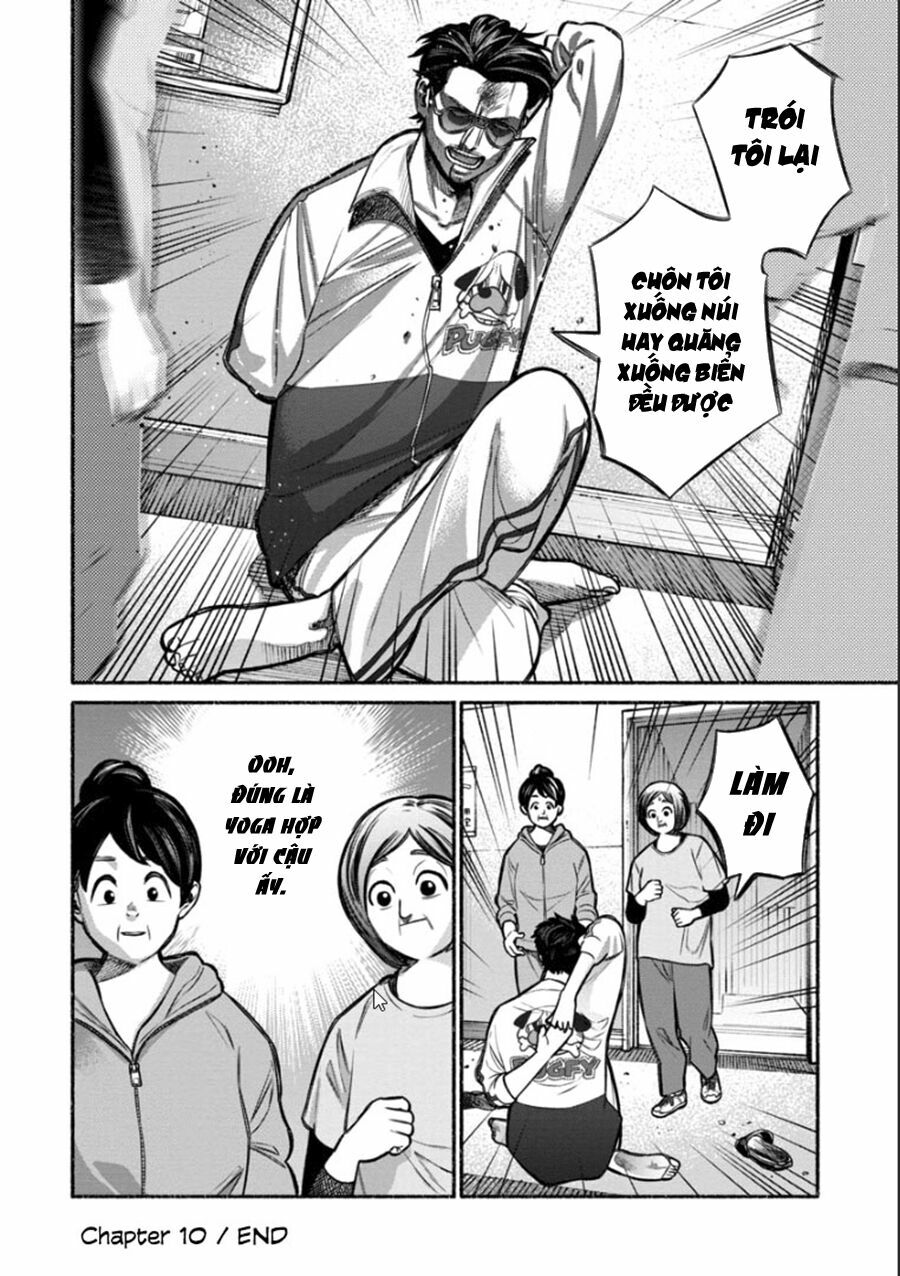 TRÓI
TÔI LẠI
CHÔN TÔI
XUỐNG NÚI
HAY QUĂNG
XUỐNG BIỂN
ĐỀU ĐƯỢC
PUGFY
LÀM
ĐI
PUGFY
OOH,
ĐÚNG LÀ
YOGA HỢP
VỚI CẬU
ẤY.
Chapter 10 / END